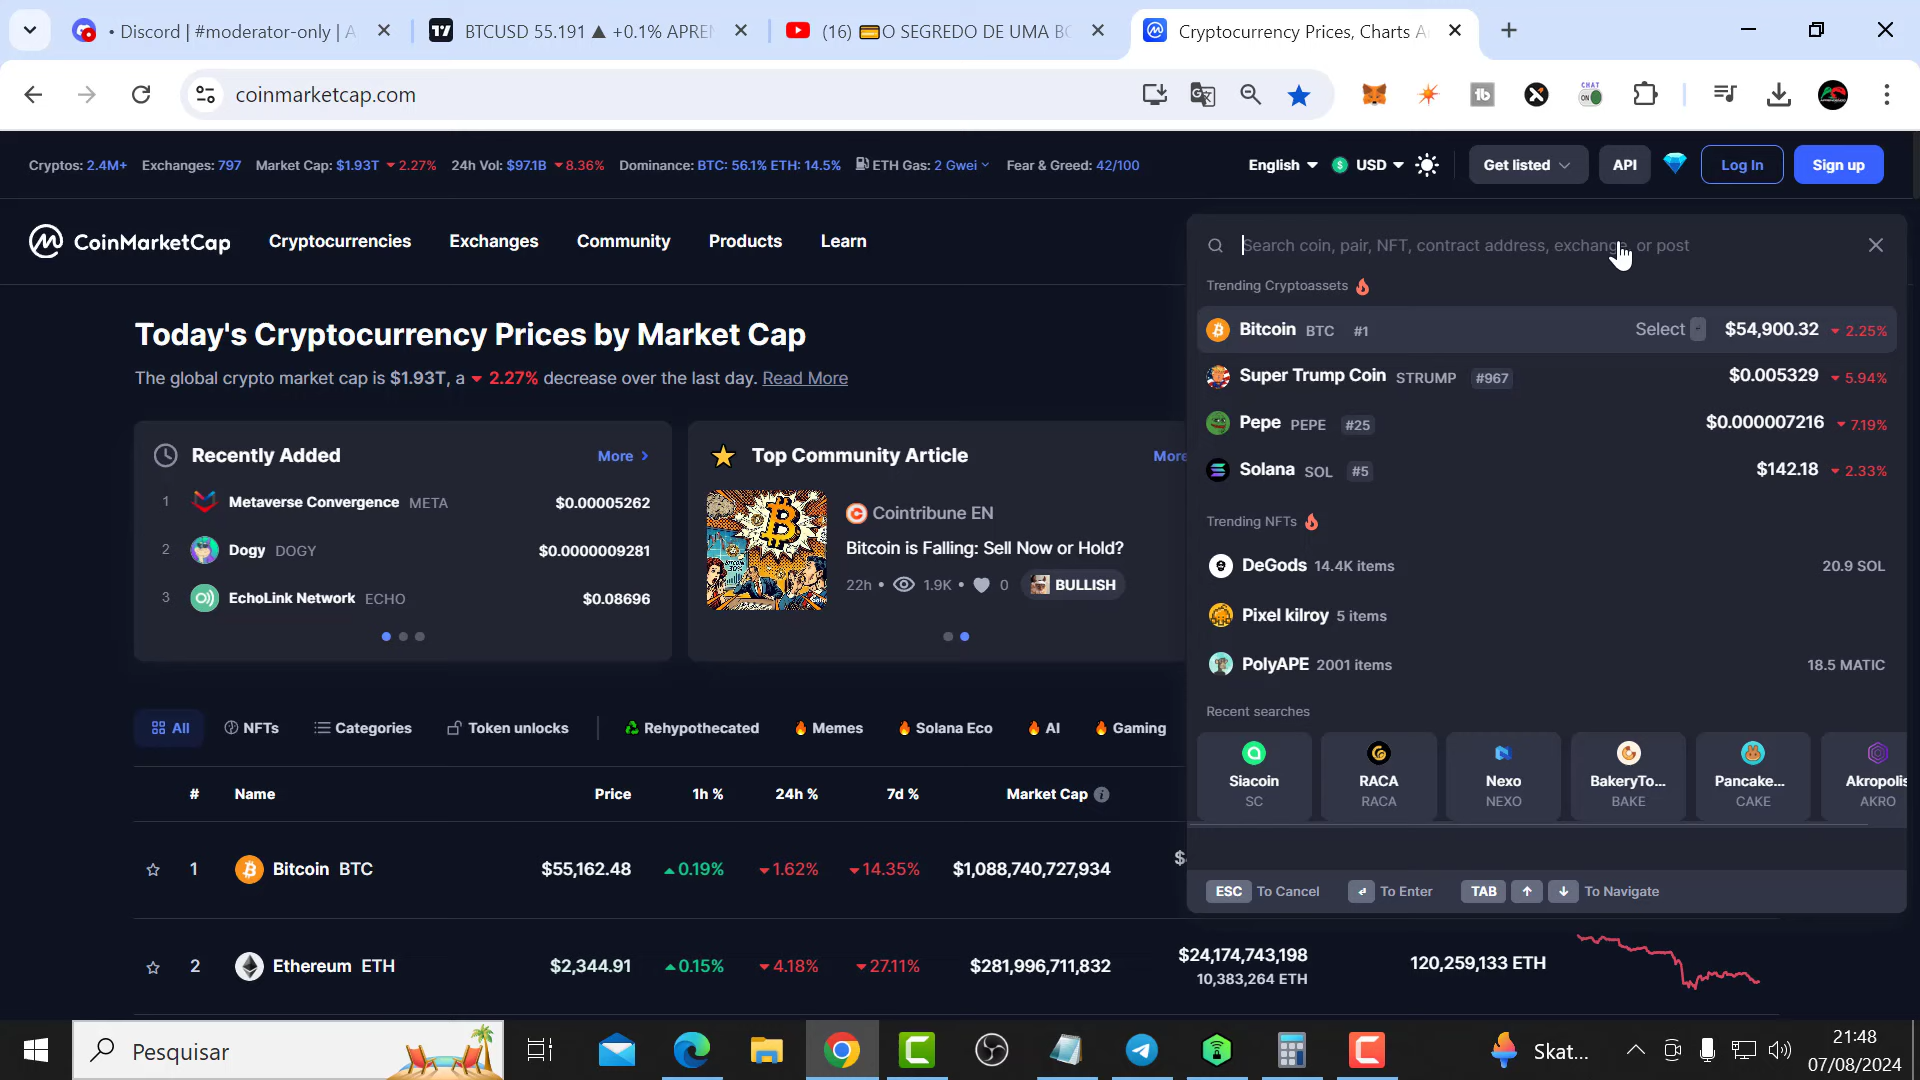 • Discord | #moderator-only | A
BTCUSD 55.191 ▲ +0.1% APREN
(16) 💳O SEGREDO DE UMA BO
Cryptocurrency Prices, Charts A
coinmarketcap.com
Cryptos: 2.4M+ Exchanges: 797 Market Cap: $1.93T 2.27% 24h Vol: $97.1B 8.36% Dominance: BTC: 56.1% ETH: 14.5% ETH Gas: 2 Gwei Fear & Greed: 42/100
English USD Get listed API Log In Sign up
CoinMarketCap Cryptocurrencies Exchanges Community Products Learn
Search coin, pair, NFT, contract address, exchange, or post
Trending Cryptoassets
Bitcoin BTC #1 Select $54,900.32 2.25%
Super Trump Coin STRUMP #967 $0.005329 5.94%
Pepe PEPE #25 $0.000007216 7.19%
Solana SOL #5 $142.18 2.33%
Trending NFTs
DeGods 14.4K items 20.9 SOL
Pixel kilroy 5 items
PolyAPE 2001 items 18.5 MATIC
Recent searches
Siacoin SC
RACA RACA
Nexo NEXO
BakeryTo... BAKE
Pancake... CAKE
Akropolis AKRO
ESC To Cancel To Enter TAB ↑ ↓ To Navigate
Today's Cryptocurrency Prices by Market Cap
The global crypto market cap is $1.93T, a 2.27% decrease over the last day. Read More
Recently Added More
1 Metaverse Convergence META $0.00005262
2 Dogy DOGY $0.0000009281
3 EchoLink Network ECHO $0.08696
Top Community Article More
Cointribune EN
Bitcoin is Falling: Sell Now or Hold?
22h • 1.9K • 0 BULLISH
All NFTs Categories Token unlocks Rehypothecated Memes Solana Eco AI Gaming
# Name Price 1h % 24h % 7d % Market Cap
1 Bitcoin BTC $55,162.48 0.19% 1.62% 14.35% $1,088,740,727,934 $
2 Ethereum ETH $2,344.91 0.15% 4.18% 27.11% $281,996,711,832 $24,174,743,198 120,259,133 ETH
10,383,264 ETH
Pesquisar
Skat...
21:48
07/08/2024